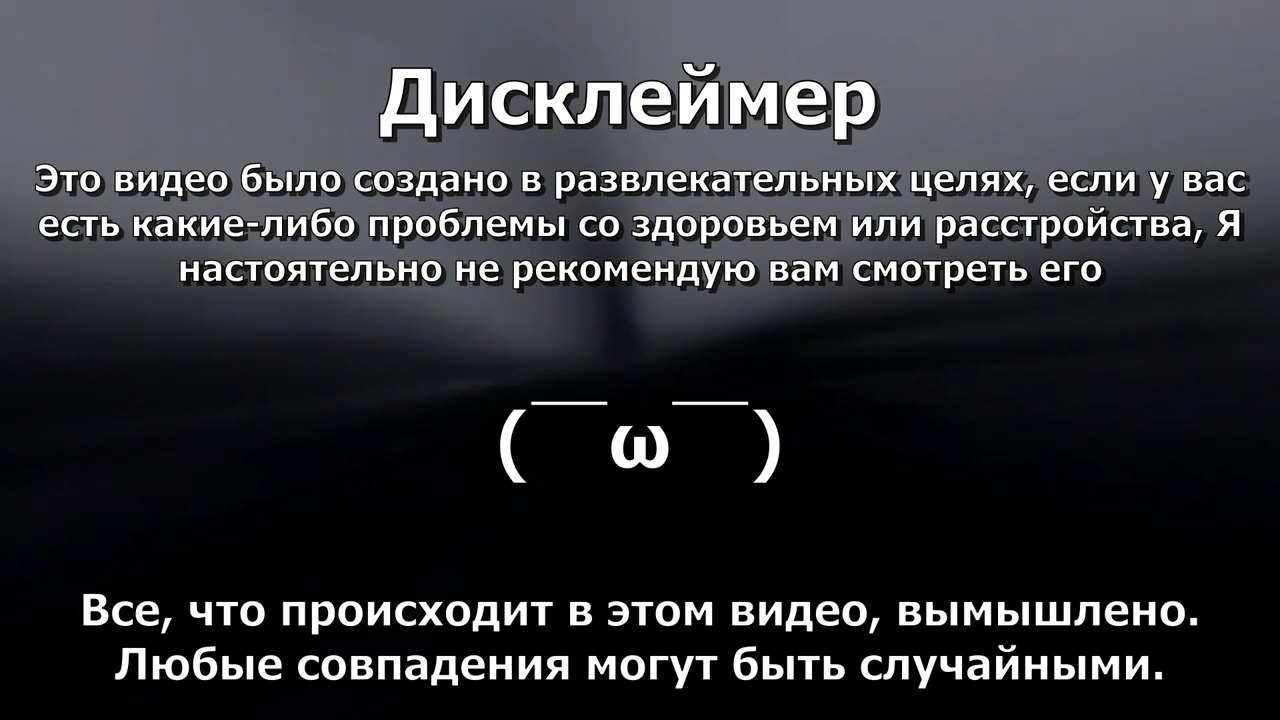 Дисклеймер
Это видео было создано в развлекательных целях, если у вас
есть какие-либо проблемы со здоровьем или расстройства, Я
настоятельно не рекомендую вам смотреть его
(¯ω¯)
Все, что происходит в этом видео, вымышлено.
Любые совпадения могут быть случайными.